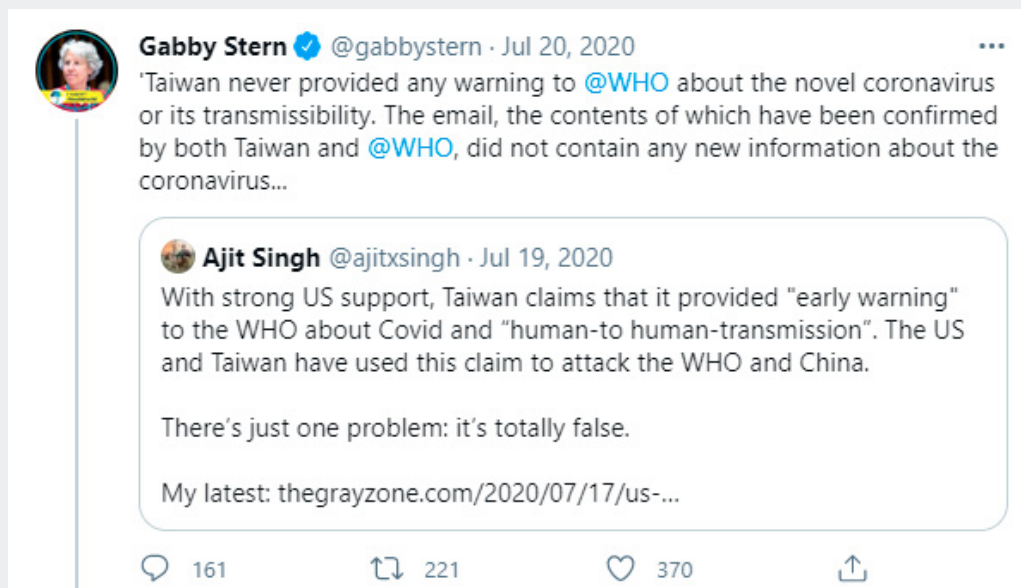 Gabby Stern @gabbystern · Jul 20, 2020
'Taiwan never provided any warning to @WHO about the novel coronavirus
or its transmissibility. The email, the contents of which have been confirmed
by both Taiwan and @WHO, did not contain any new information about the
coronavirus...
Ajit Singh @ajitxsingh · Jul 19, 2020
With strong US support, Taiwan claims that it provided "early warning"
to the WHO about Covid and “human-to human-transmission”. The US
and Taiwan have used this claim to attack the WHO and China.
There’s just one problem: it’s totally false.
My latest: thegrayzone.com/2020/07/17/us-...
161 221 370